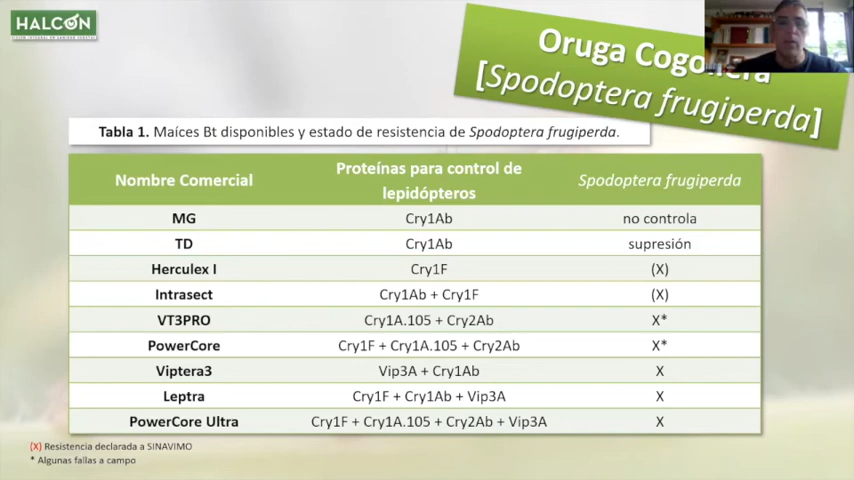 HALCÓN
Oruga Cogollera
[Spodoptera frugiperda]
Tabla 1. Maíces Bt disponibles y estado de resistencia de Spodoptera frugiperda.
Nombre Comercial Proteínas para control de lepidópteros Spodoptera frugiperda
MG Cry1Ab no controla
TD Cry1Ab supresión
Herculex I Cry1F (X)
Intrasect Cry1Ab + Cry1F (X)
VT3PRO Cry1A.105 + Cry2Ab X*
PowerCore Cry1F + Cry1A.105 + Cry2Ab X*
Viptera3 Vip3A + Cry1Ab X
Leptra Cry1F + Cry1Ab + Vip3A X
PowerCore Ultra Cry1F + Cry1A.105 + Cry2Ab + Vip3A X
(X) Resistencia declarada a SINAVIMO
* Algunas fallas a campo